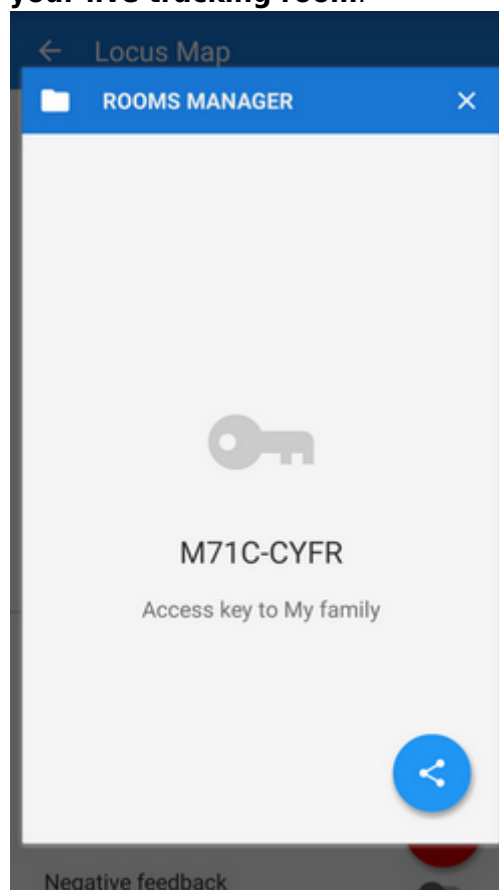 your live tracking room.
Locus Map
ROOMS MANAGER
M71C-CYFR
Access key to My family
Negative feedback